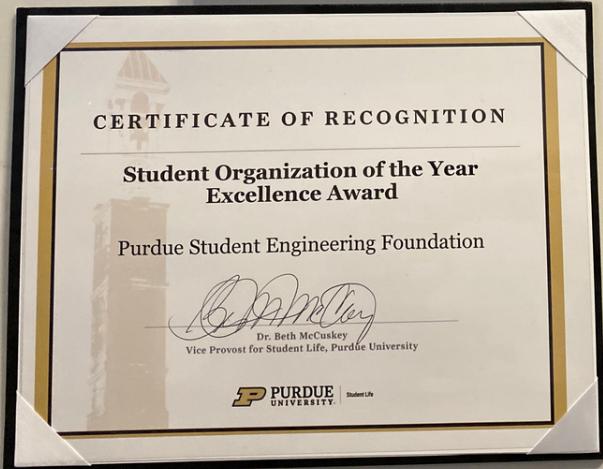 CERTIFICATE OF RECOGNITION
Student Organization of the Year
Excellence Award
Purdue Student Engineering Foundation
Dr. Beth McCuskey
Vice Provost for Student Life, Purdue University
P PURDUE
UNIVERSITY.
Student Life